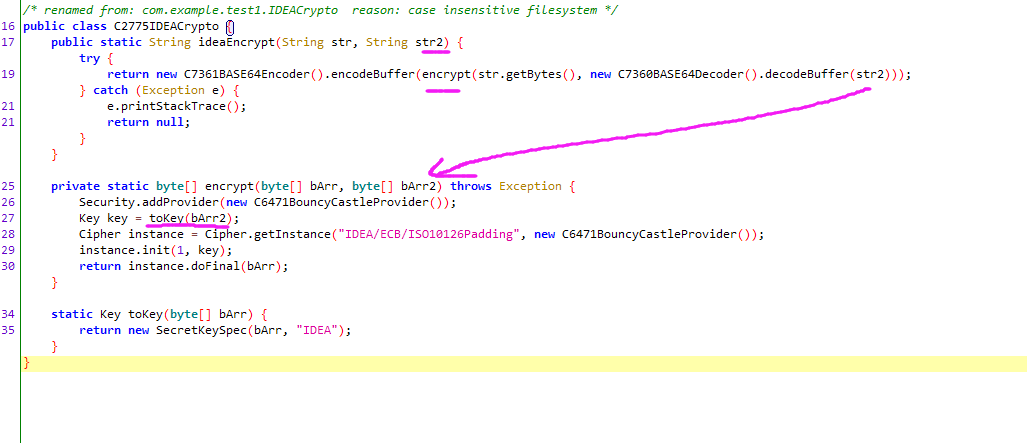 /* renamed from: com.example.test1.IDEACrypto  reason: case insensitive filesystem */
16 public class C2775IDEACrypto {
17     public static String ideaEncrypt(String str, String str2) {
        try {
19             return new C7361BASE64Encoder().encodeBuffer(encrypt(str.getBytes(), new C7360BASE64Decoder().decodeBuffer(str2)));
        } catch (Exception e) {
21             e.printStackTrace();
21             return null;
        }
    }
25     private static byte[] encrypt(byte[] bArr, byte[] bArr2) throws Exception {
26         Security.addProvider(new C6471BouncyCastleProvider());
27         Key key = toKey(bArr2);
28         Cipher instance = Cipher.getInstance("IDEA/ECB/ISO10126Padding", new C6471BouncyCastleProvider());
29         instance.init(1, key);
30         return instance.doFinal(bArr);
    }
34     static Key toKey(byte[] bArr) {
35         return new SecretKeySpec(bArr, "IDEA");
    }
}